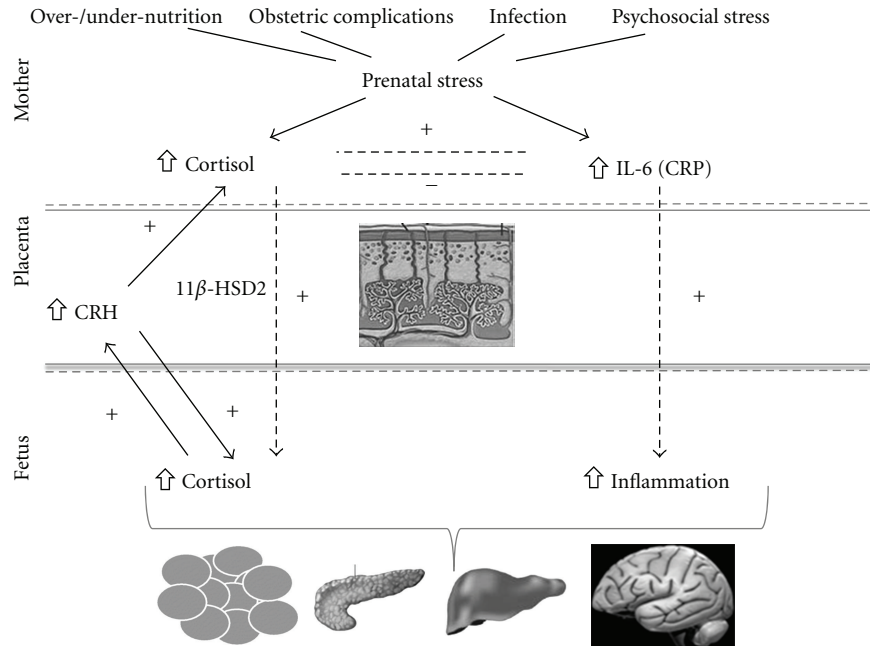 Over-/under-nutrition Obstetric complications Infection Psychosocial stress
Prenatal stress
Mother
+
Cortisol
IL-6 (CRP)
−
Placenta
+
11β-HSD2
+
+
CRH
Fetus
+
+
Cortisol
Inflammation